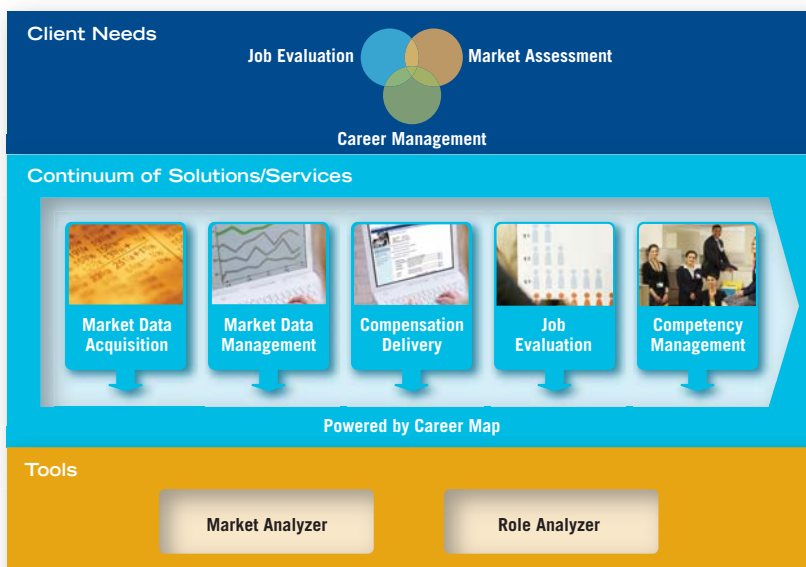 Client Needs
Job Evaluation
Market Assessment
Career Management
Continuum of Solutions/Services
Market Data
Acquisition
Market Data
Management
Compensation
Delivery
Job
Evaluation
Competency
Management
Powered by Career Map
Tools
Market Analyzer
Role Analyzer